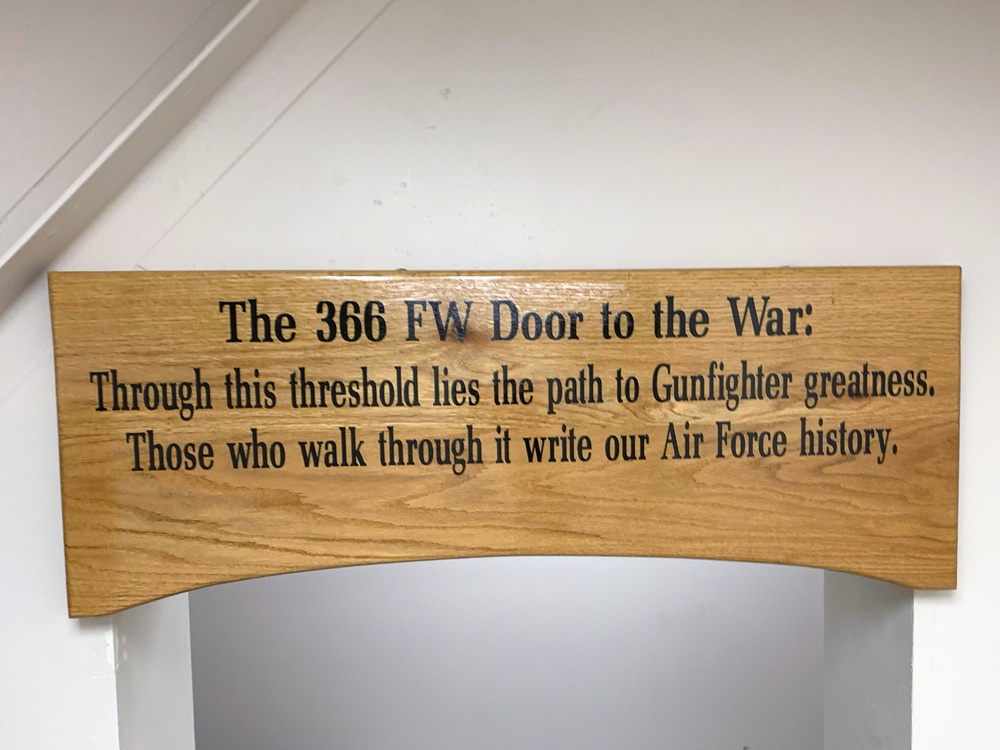 The 366 FW Door to the War:
Through this threshold lies the path to Gunfighter greatness.
Those who walk through it write our Air Force history.